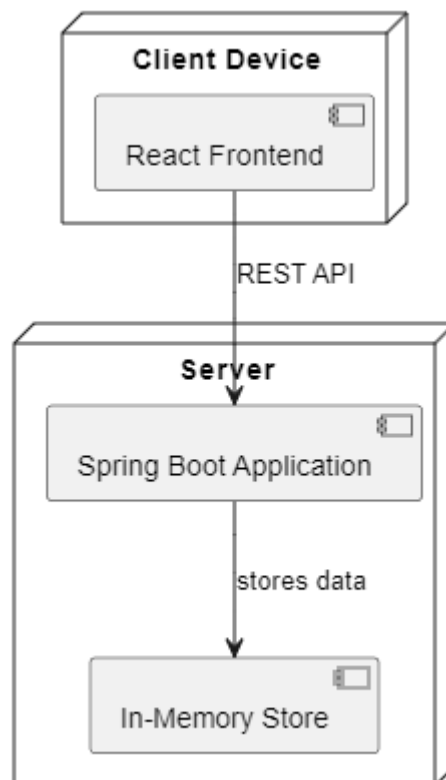 Client Device
React Frontend
REST API
Server
Spring Boot Application
stores data
In-Memory Store